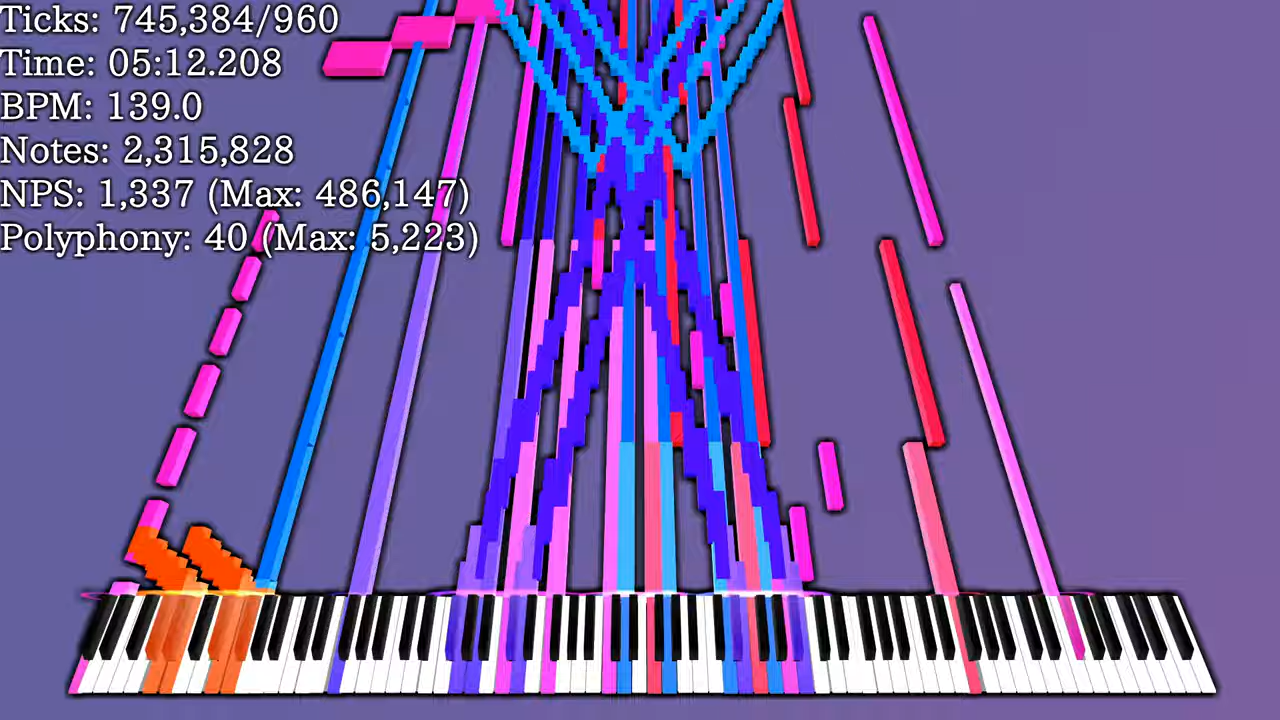 Ticks: 745,384/960
Time: 05:12.208
BPM: 139.0
Notes: 2,315,828
NPS: 1,337 (Max: 486,147)
Polyphony: 40 (Max: 5,223)